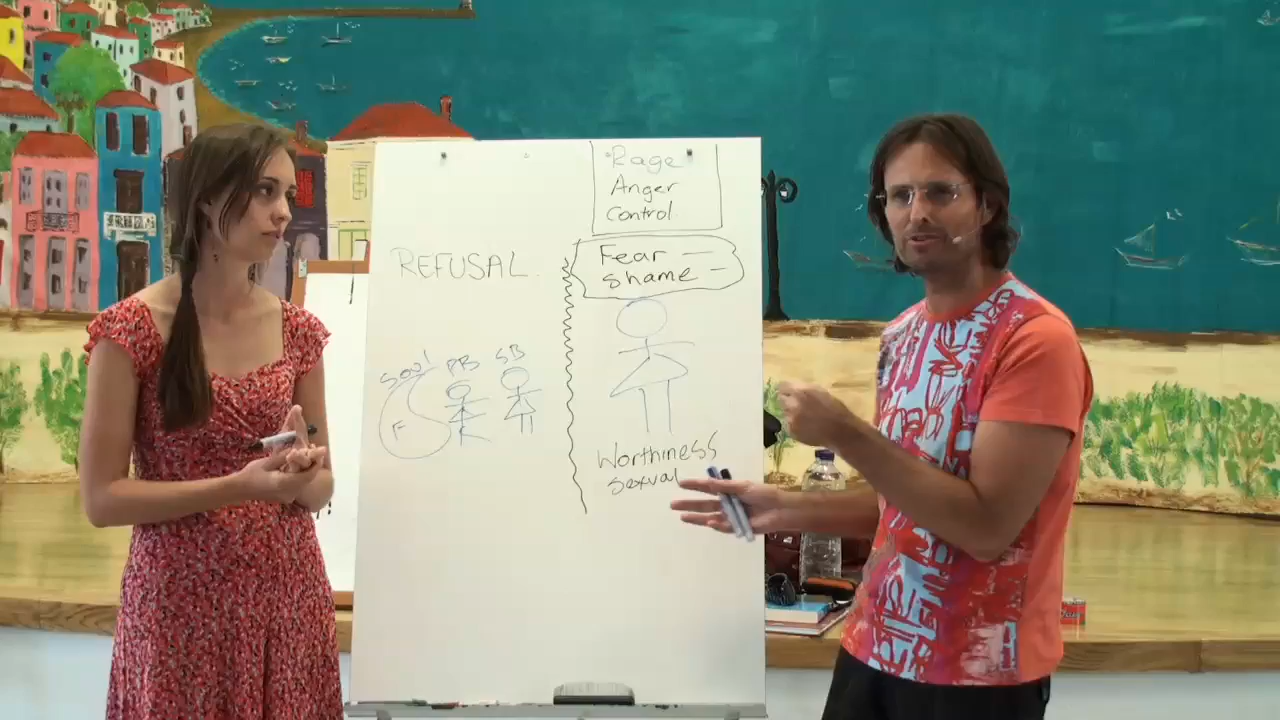 Rage
Anger
Control
Fear —
shame —
REFUSAL.
Soul PB SB
F
Worthiness
sexual